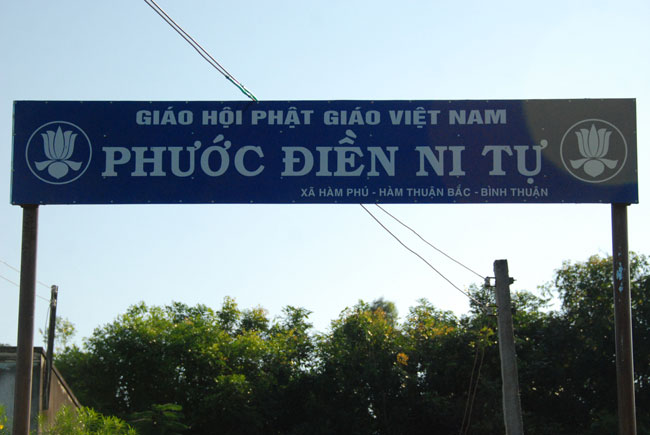 GIÁO HỘI PHẬT GIÁO VIỆT NAM
PHƯỚC ĐIỀN NI TỰ
XÃ HÀM PHÚ - HÀM THUẬN BẮC - BÌNH THUẬN